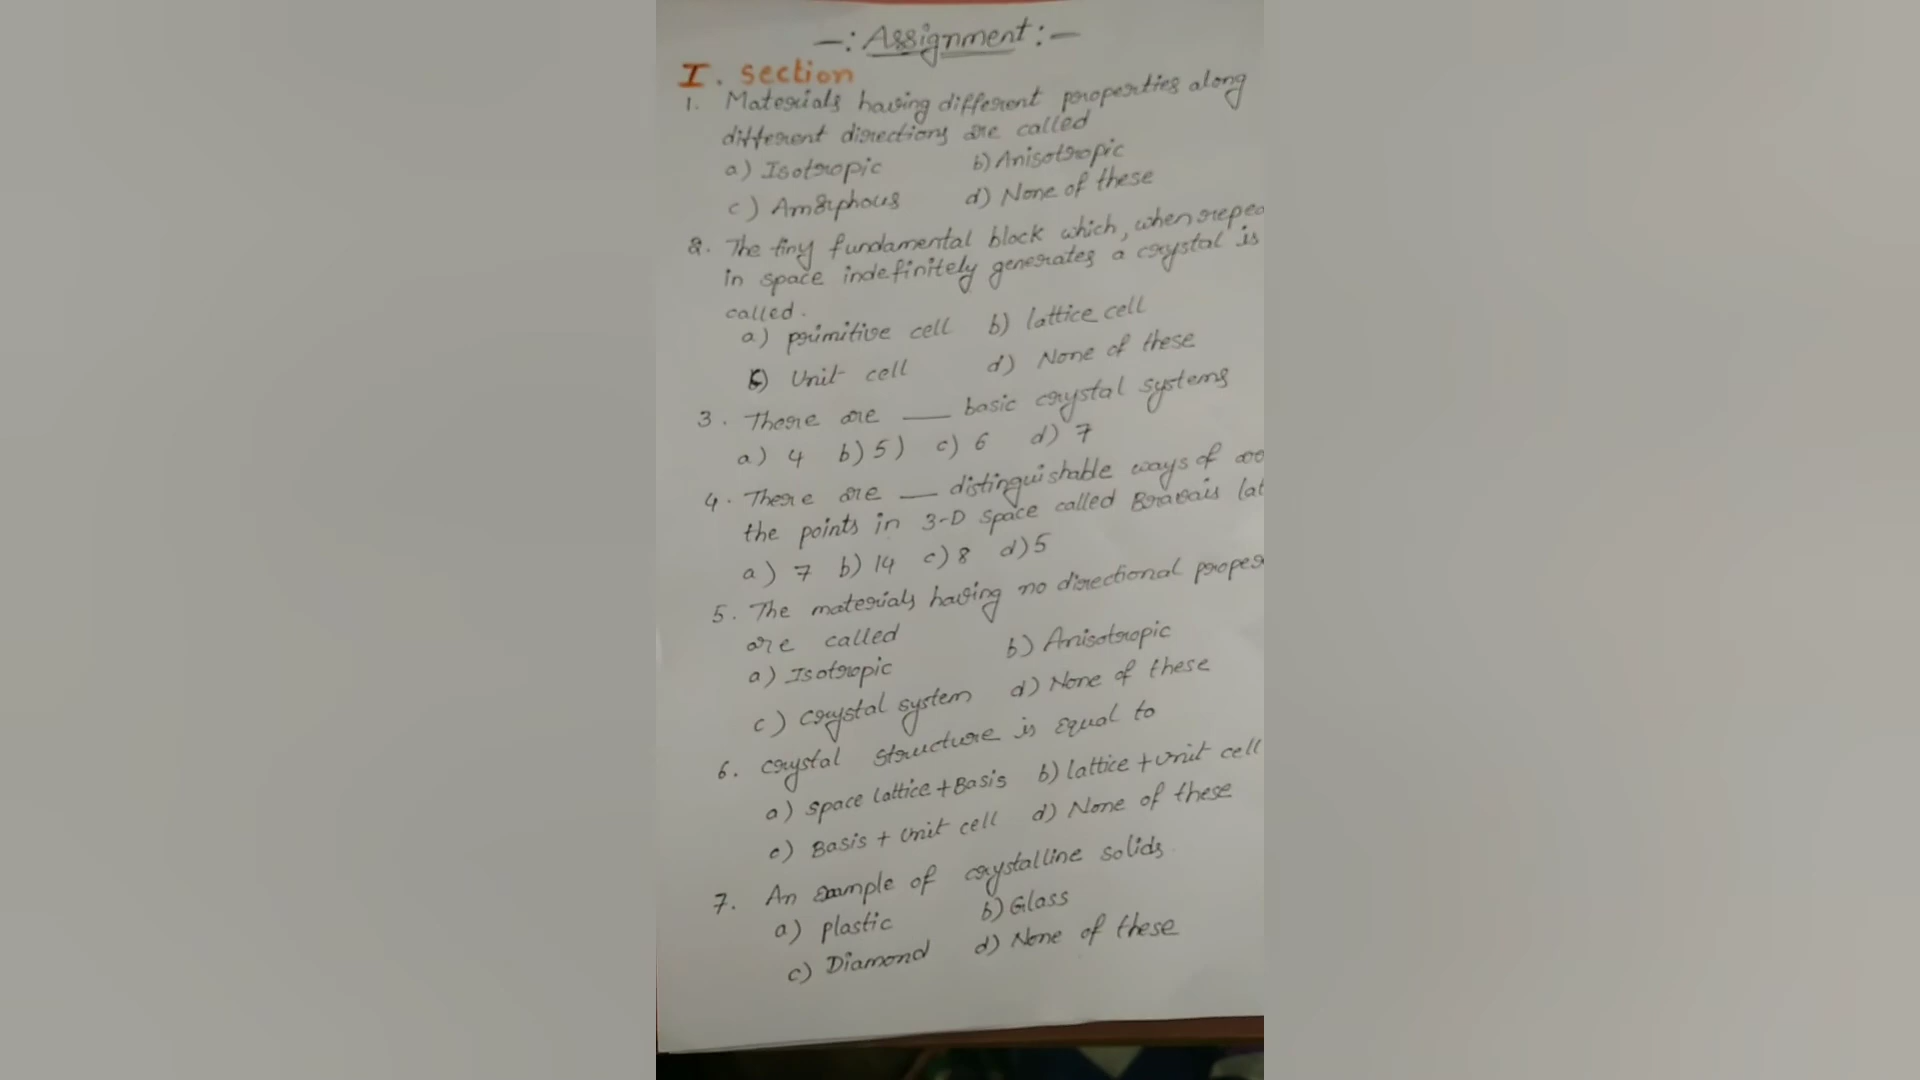 -: Assignment :-
I. section
1. Materials having different properties along
different directions are called
a) Isotropic b) Anisotropic
c) Amorphous d) None of these
2. The tiny fundamental block which, when repea
in space indefinitely generates a crystal is
called.
a) primitive cell b) lattice cell
c) Unit cell d) None of these
3. There are ___ basic crystal systems
a) 4 b) 5) c) 6 d) 7
4. There are ___ distinguishable ways of
the points in 3-D space called Bravais lat
a) 7 b) 14 c) 8 d) 5
5. The materials having no directional proper
are called
a) Isotropic b) Anisotropic
c) Crystal system d) None of these
6. crystal structure is equal to
a) space lattice + Basis b) lattice + unit cell
c) Basis + Unit cell d) None of these
7. An example of crystalline solids
a) plastic b) Glass
c) Diamond d) None of these